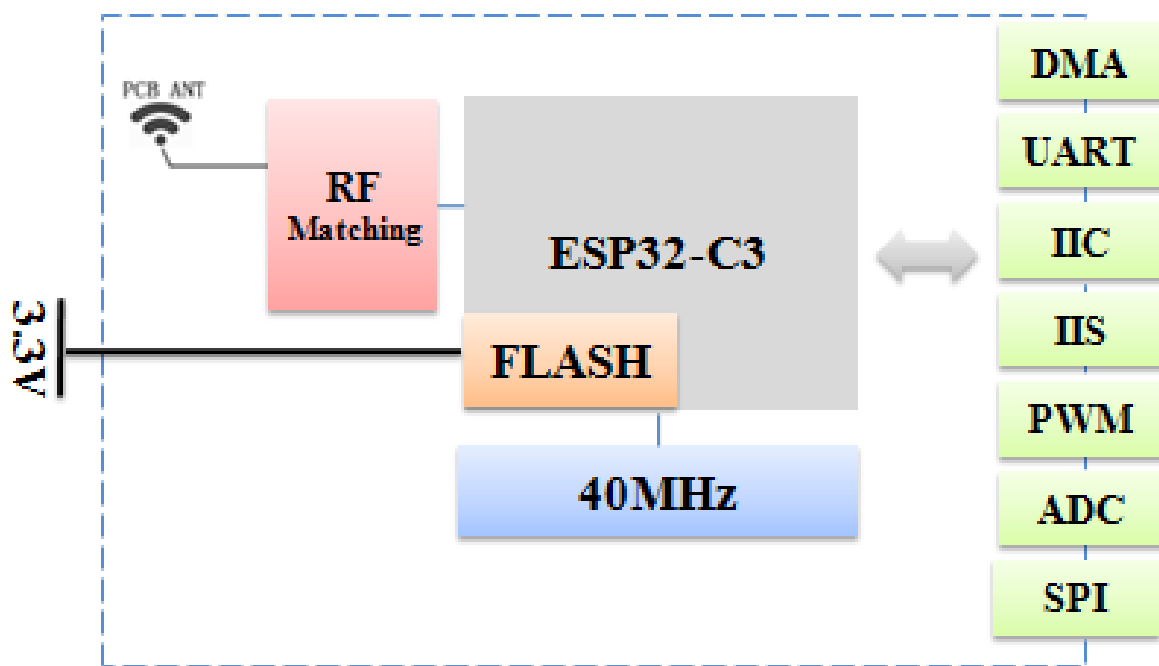 PCB ANT
RF
Matching
ESP32-C3
3.3V
FLASH
40MHz
DMA
UART
IIC
IIS
PWM
ADC
SPI